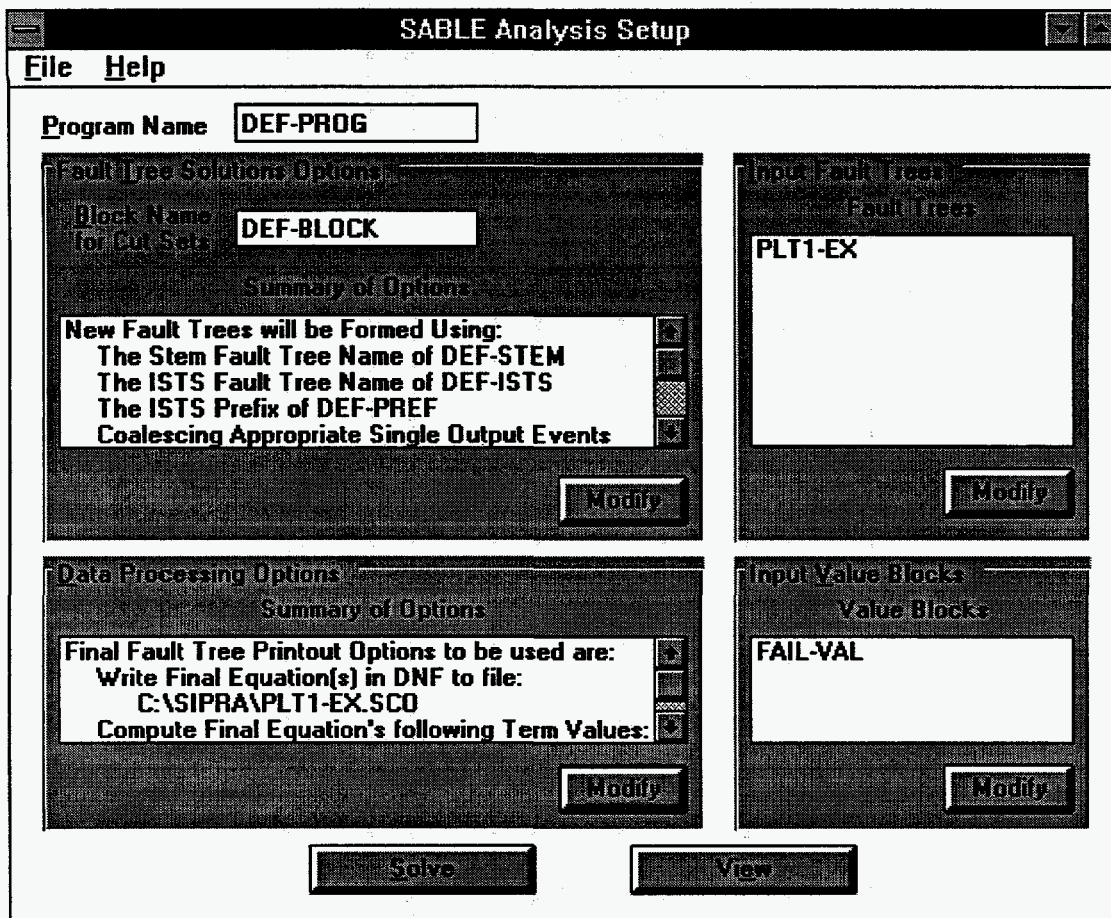 SABLE Analysis Setup
File Help
Program Name DEF-PROG
Fault Tree Solutions Options
Block Name
for Cut Sets
DEF-BLOCK
Summary of Options
New Fault Trees will be Formed Using:
The Stem Fault Tree Name of DEF-STEM
The ISTS Fault Tree Name of DEF-ISTS
The ISTS Prefix of DEF-PREF
Coalescing Appropriate Single Output Events
Modify
Input Fault Trees
Fault Trees
PLT1-EX
Modify
Data Processing Options
Summary of Options
Final Fault Tree Printout Options to be used are:
Write Final Equation(s) in DNF to file:
C:\SIPRA\PLT1-EX.SCO
Compute Final Equation's following Term Values:
Modify
Input Value Blocks
Value Blocks
FAIL-VAL
Modify
Solve
View